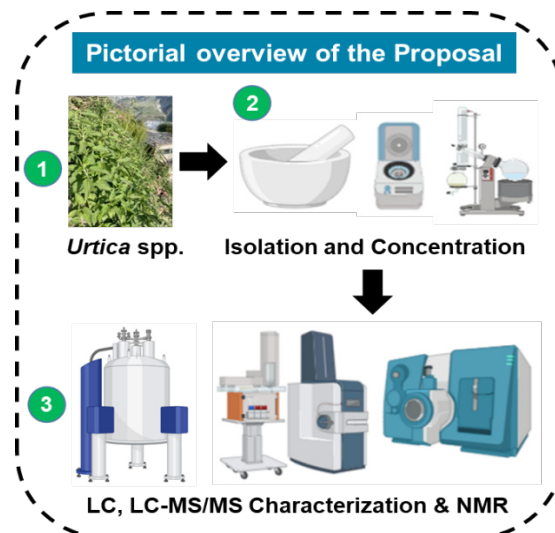 Pictorial overview of the Proposal
2
1
Urtica spp.
Isolation and Concentration
3
LC, LC-MS/MS Characterization & NMR